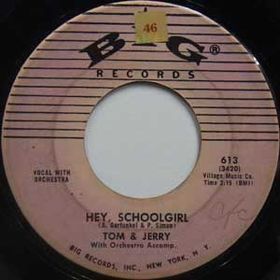 46
BIG
RECORDS
VOCAL WITH
ORCHESTRA
613
(3420)
Village Music Co.
Time 2:15 (BMI)
HEY, SCHOOLGIRL
(A. Garfunkel & P. Simon)
TOM & JERRY
With Orchestra Accomp.
BIG RECORDS, INC., NEW YORK, N. Y.